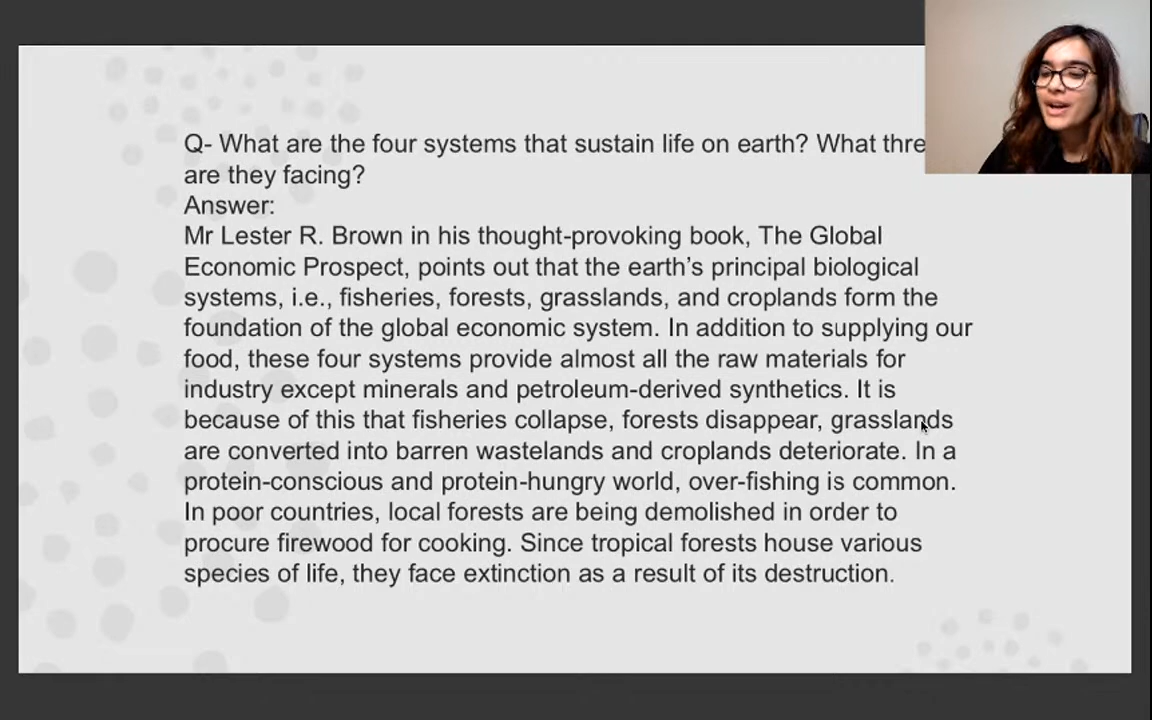 Q- What are the four systems that sustain life on earth? What
are they facing?
Answer:
Mr Lester R. Brown in his thought-provoking book, The Global
Economic Prospect, points out that the earth’s principal biological
systems, i.e., fisheries, forests, grasslands, and croplands form the
foundation of the global economic system. In addition to supplying our
food, these four systems provide almost all the raw materials for
industry except minerals and petroleum-derived synthetics. It is
because of this that fisheries collapse, forests disappear, grasslands
are converted into barren wastelands and croplands deteriorate. In a
protein-conscious and protein-hungry world, over-fishing is common.
In poor countries, local forests are being demolished in order to
procure firewood for cooking. Since tropical forests house various
species of life, they face extinction as a result of its destruction.